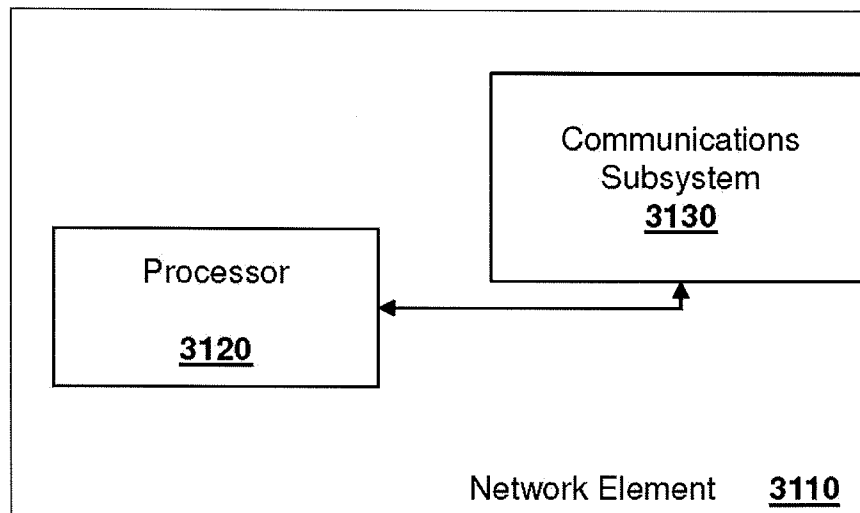 Communications
Subsystem
3130
Processor
3120
Network Element 3110